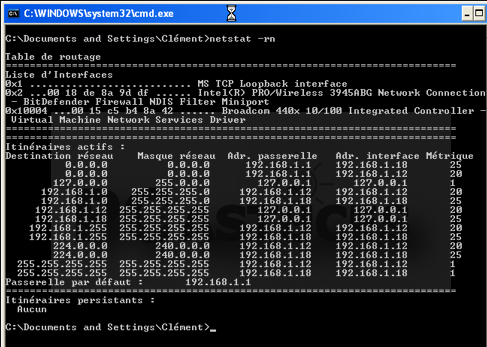 C:\WINDOWS\system32\cmd.exe
C:\Documents and Settings\Clément>netstat -rn
Table de routage
===========================================================================
Liste d'Interfaces
0x1 ........................... MS TCP Loopback interface
0x2 ...00 18 de 8a 9d df ...... Intel(R) PRO/Wireless 3945ABG Network Connection
 - BitDefender Firewall NDIS Filter Miniport
0x10004 ...00 15 c5 b4 8a 42 ...... Broadcom 440x 10/100 Integrated Controller -
 Virtual Machine Network Services Driver
===========================================================================
===========================================================================
Itinéraires actifs :
Destination réseau    Masque réseau  Adr. passerelle   Adr. interface Métrique
0.0.0.0          0.0.0.0      192.168.1.1    192.168.1.18       25
0.0.0.0          0.0.0.0      192.168.1.1    192.168.1.12       20
127.0.0.0        255.0.0.0        127.0.0.1       127.0.0.1       1
192.168.1.0    255.255.255.0     192.168.1.12    192.168.1.12       20
192.168.1.0    255.255.255.0     192.168.1.18    192.168.1.18       25
192.168.1.12  255.255.255.255        127.0.0.1       127.0.0.1       20
192.168.1.18  255.255.255.255        127.0.0.1       127.0.0.1       25
192.168.1.255  255.255.255.255     192.168.1.12    192.168.1.12       20
192.168.1.255  255.255.255.255     192.168.1.18    192.168.1.18       25
224.0.0.0        240.0.0.0     192.168.1.12    192.168.1.12       20
224.0.0.0        240.0.0.0     192.168.1.18    192.168.1.18       25
255.255.255.255  255.255.255.255     192.168.1.12    192.168.1.12       1
255.255.255.255  255.255.255.255     192.168.1.18    192.168.1.18       1
Passerelle par défaut :       192.168.1.1
===========================================================================
Itinéraires persistants :
  Aucun
C:\Documents and Settings\Clément>_